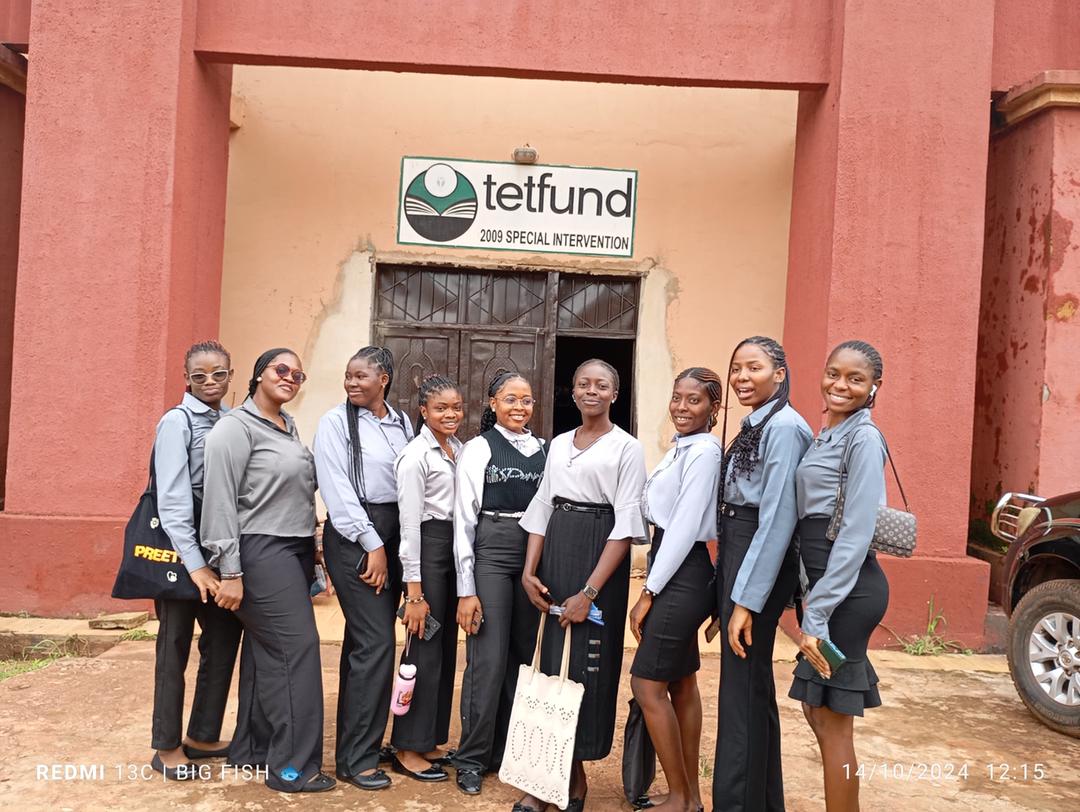 tetfund
2009 SPECIAL INTERVENTION
PREET
REDMI 13C | BIG FISH
14/10/2024 12:15